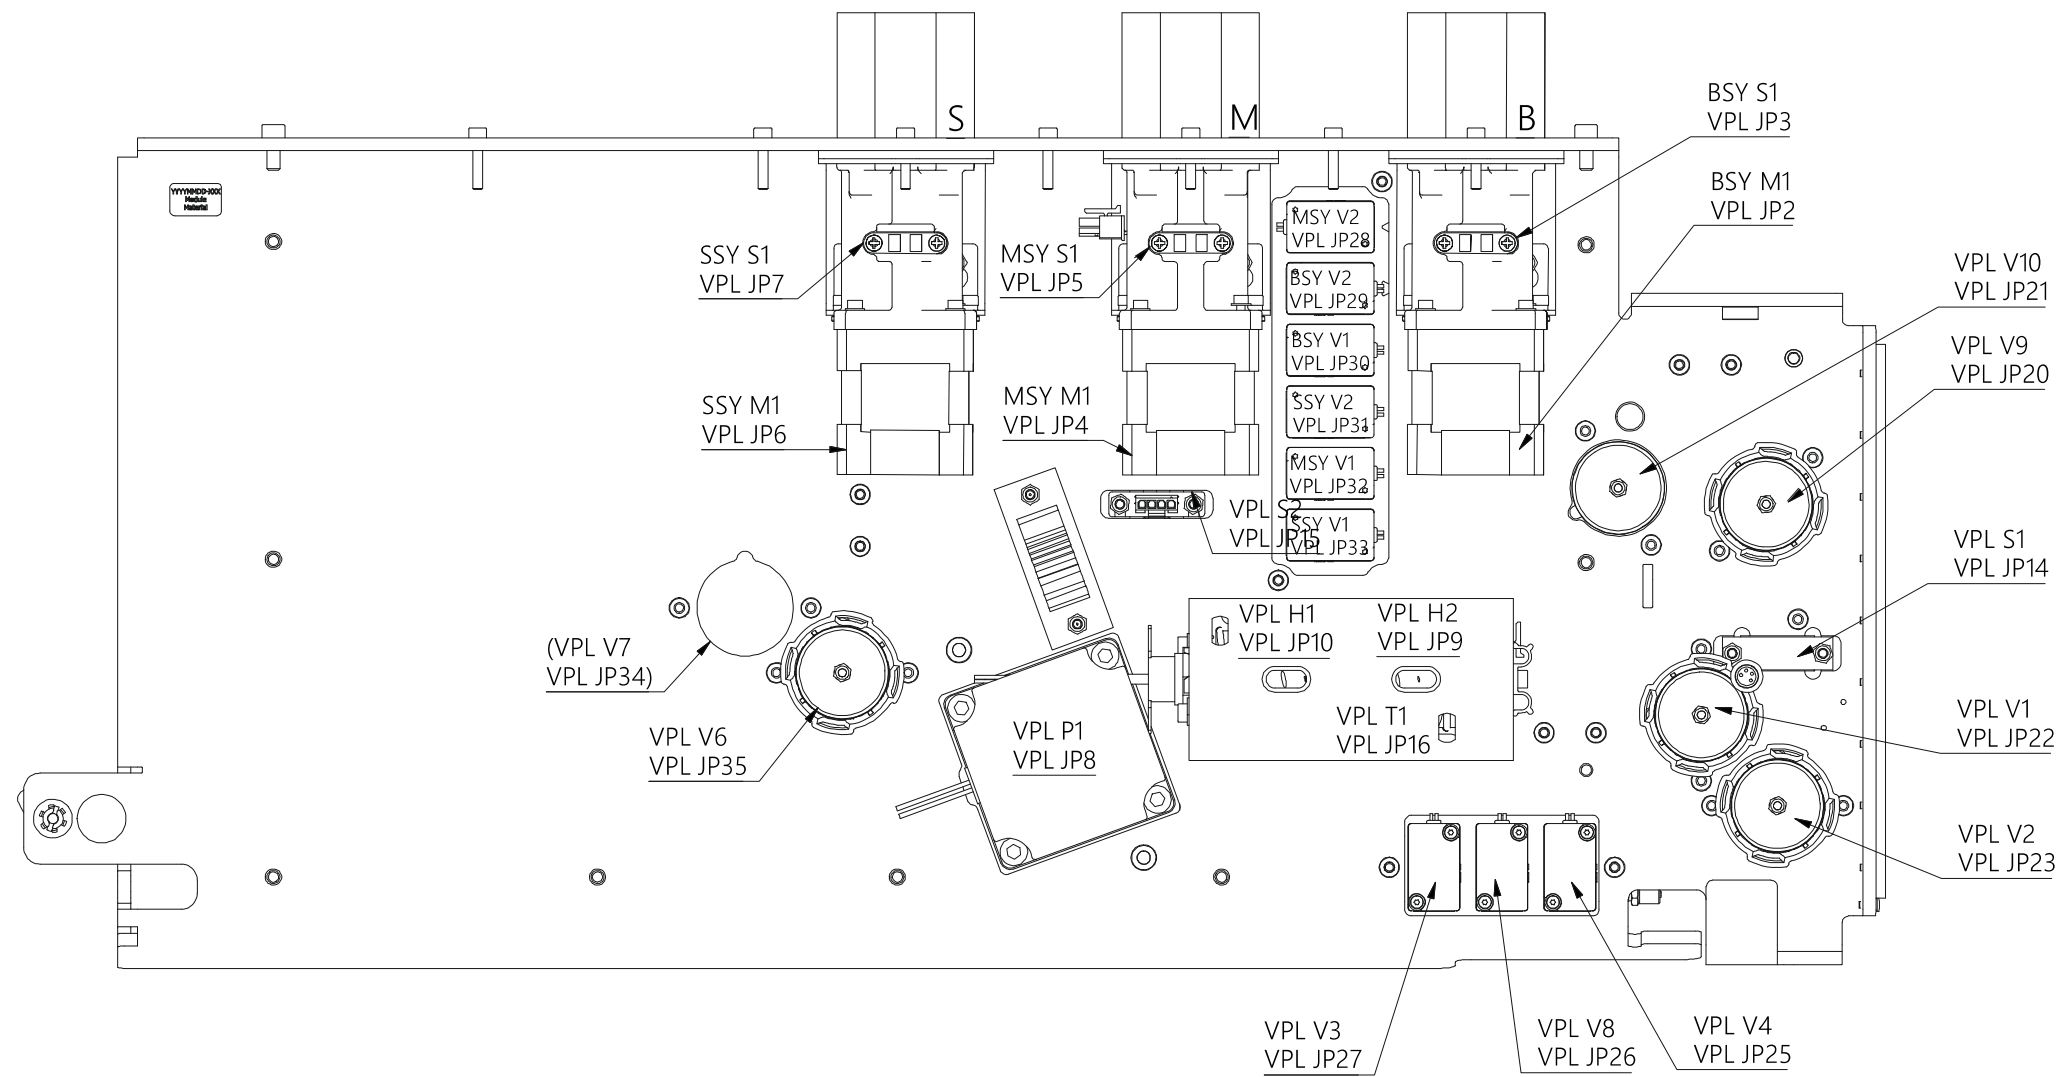 S
M
B
BSY S1
VPL JP3
YYYYMMDD-XXX
Module
Material
BSY M1
VPL JP2
MSY V2
VPL JP28
SSY S1
VPL JP7
MSY S1
VPL JP5
BSY V2
VPL JP29
VPL V10
VPL JP21
BSY V1
VPL JP30
VPL V9
VPL JP20
SSY M1
VPL JP6
MSY M1
VPL JP4
SSY V2
VPL JP31
MSY V1
VPL JP32
VPL S2
VPL JP15
SSY V1
VPL JP33
VPL S1
VPL JP14
VPL H1
VPL JP10
VPL H2
VPL JP9
(VPL V7
VPL JP34)
VPL V6
VPL JP35
VPL P1
VPL JP8
VPL T1
VPL JP16
VPL V1
VPL JP22
VPL V2
VPL JP23
VPL V3
VPL JP27
VPL V8
VPL JP26
VPL V4
VPL JP25